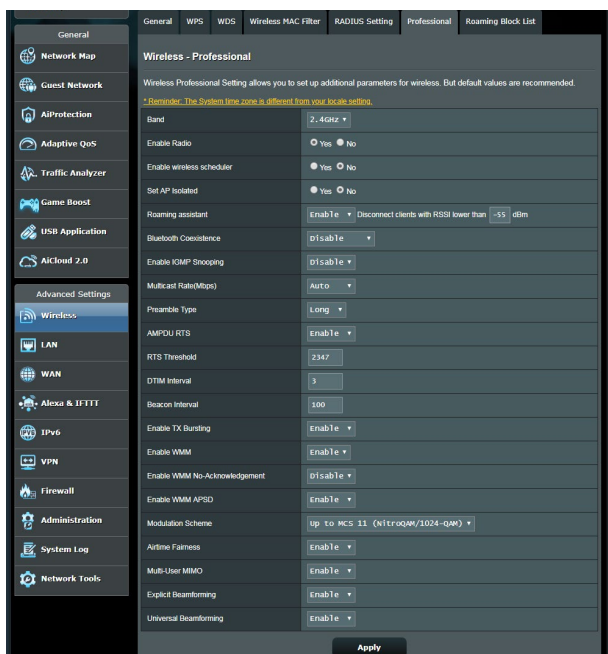 General WPS WDS Wireless MAC Filter RADIUS Setting Professional Roaming Block List
General
Network Map
Guest Network
AiProtection
Adaptive QoS
Traffic Analyzer
Game Boost
USB Application
AiCloud 2.0
Advanced Settings
Wireless
LAN
WAN
Alexa & IFTTT
IPv6
VPN
Firewall
Administration
System Log
Network Tools
Wireless - Professional
Wireless Professional Setting allows you to set up additional parameters for wireless. But default values are recommended.
* Reminder: The System time zone is different from your locale setting.
Band 2.4GHz
Enable Radio Yes No
Enable wireless scheduler Yes No
Set AP Isolated Yes No
Roaming assistant Enable Disconnect clients with RSSI lower than -55 dBm
Bluetooth Coexistence Disable
Enable IGMP Snooping Disable
Multicast Rate(Mbps) Auto
Preamble Type Long
AMPDU RTS Enable
RTS Threshold 2347
DTIM Interval 3
Beacon Interval 100
Enable TX Bursting Enable
Enable WMM Enable
Enable WMM No-Acknowledgement Disable
Enable WMM APSD Enable
Modulation Scheme Up to MCS 11 (NitroQAM/1024-QAM)
Airtime Fairness Enable
Multi-User MIMO Enable
Explicit Beamforming Enable
Universal Beamforming Enable
Apply